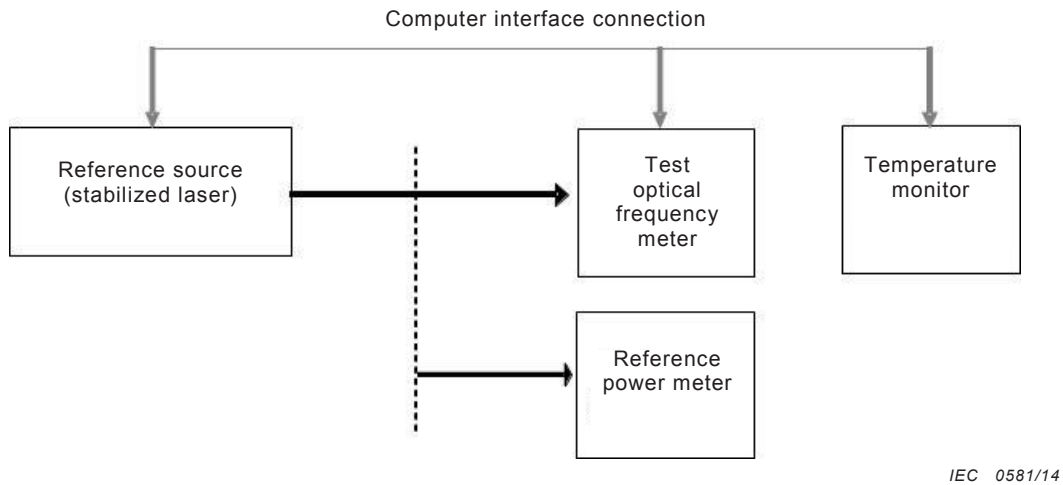 Computer interface connection
Reference source
(stabilized laser)
Test
optical
frequency
meter
Temperature
monitor
Reference
power meter
IEC 0581/14